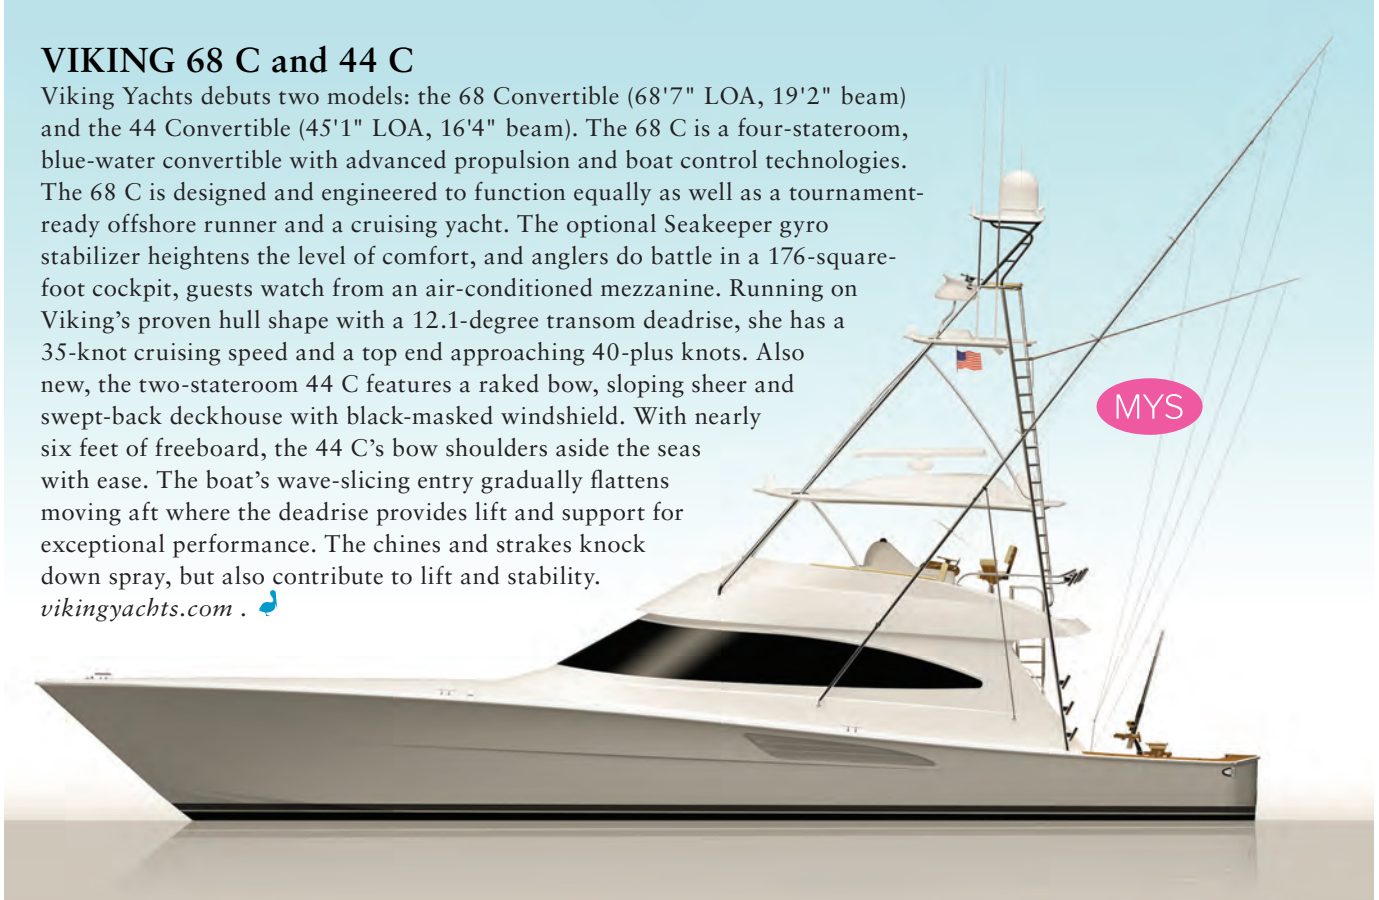 VIKING 68 C and 44 C
Viking Yachts debuts two models: the 68 Convertible (68'7" LOA, 19'2" beam)
and the 44 Convertible (45'1" LOA, 16'4" beam). The 68 C is a four-stateroom,
blue-water convertible with advanced propulsion and boat control technologies.
The 68 C is designed and engineered to function equally as well as a tournament-
ready offshore runner and a cruising yacht. The optional Seakeeper gyro
stabilizer heightens the level of comfort, and anglers do battle in a 176-square-
foot cockpit, guests watch from an air-conditioned mezzanine. Running on
Viking’s proven hull shape with a 12.1-degree transom deadrise, she has a
35-knot cruising speed and a top end approaching 40-plus knots. Also
new, the two-stateroom 44 C features a raked bow, sloping sheer and
swept-back deckhouse with black-masked windshield. With nearly
six feet of freeboard, the 44 C’s bow shoulders aside the seas
with ease. The boat’s wave-slicing entry gradually flattens
moving aft where the deadrise provides lift and support for
exceptional performance. The chines and strakes knock
down spray, but also contribute to lift and stability.
vikingyachts.com .
MYS